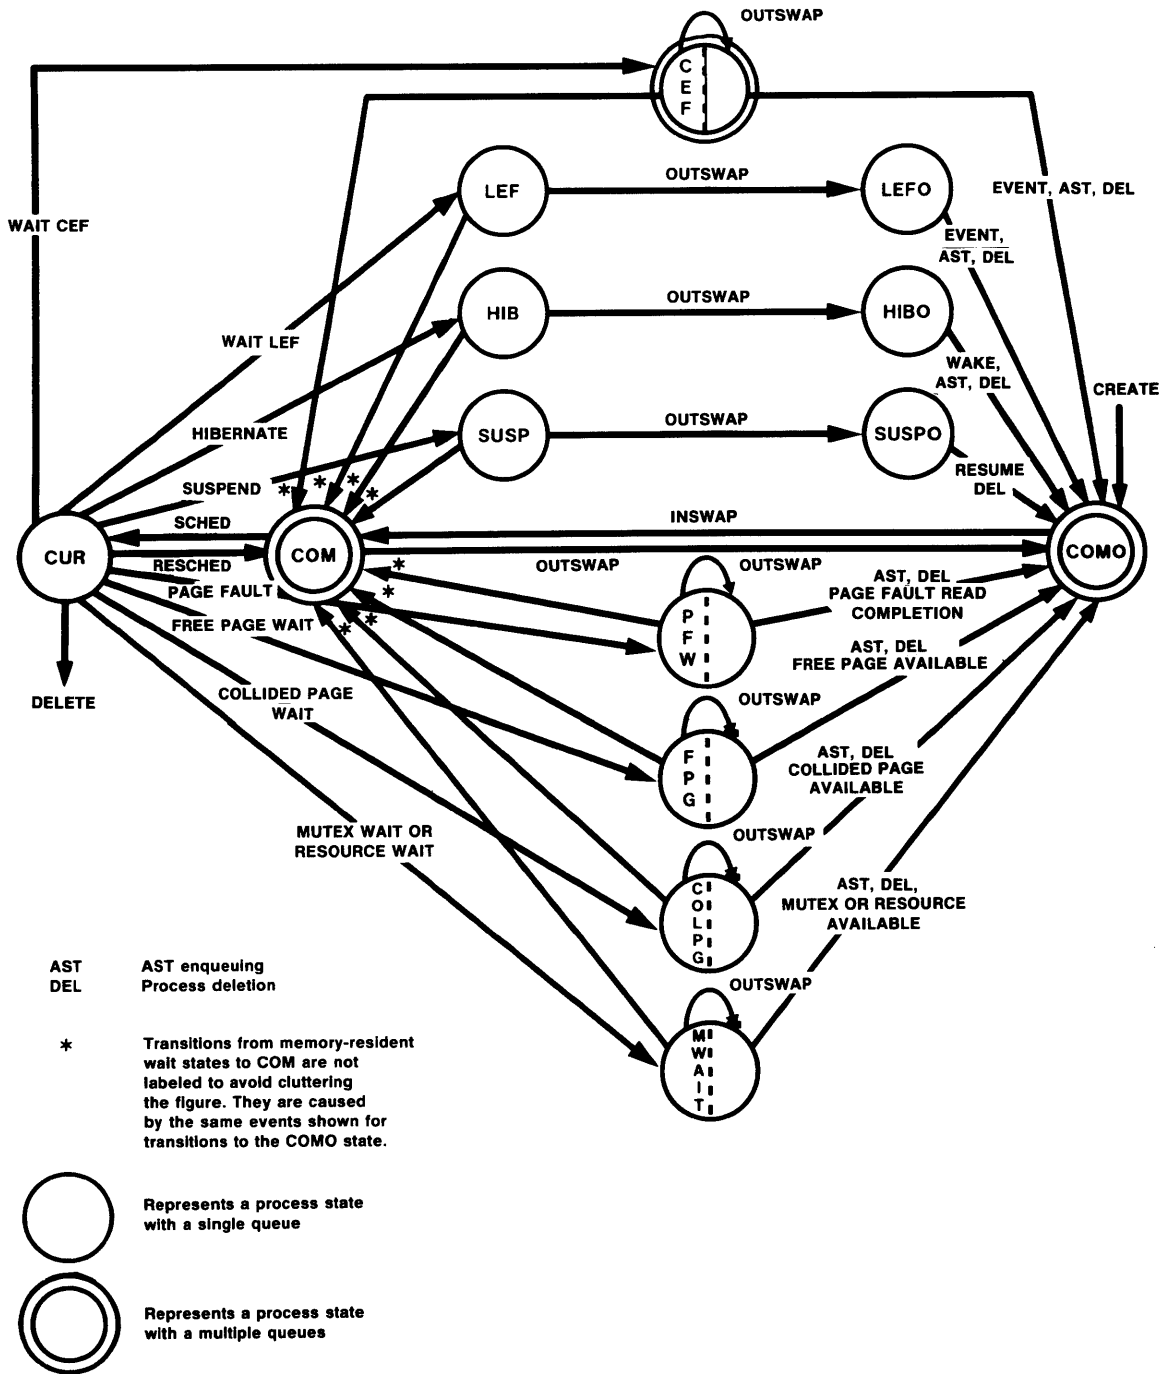 OUTSWAP
C
E
F
LEF
OUTSWAP
LEFO
EVENT, AST, DEL
WAIT CEF
EVENT,
AST, DEL
HIB
OUTSWAP
HIBO
WAIT LEF
WAKE,
AST, DEL
CREATE
HIBERNATE
SUSP
OUTSWAP
SUSPO
RESUME
DEL
SUSPEND
* * * *
SCHED
INSWAP
CUR
COM
COMO
RESCHED
OUTSWAP
OUTSWAP
*
PAGE FAULT
*
P
F
W
AST, DEL
PAGE FAULT READ
COMPLETION
FREE PAGE WAIT
* *
AST, DEL
FREE PAGE AVAILABLE
DELETE
COLLIDED PAGE
WAIT
OUTSWAP
F
P
G
AST, DEL
COLLIDED PAGE
AVAILABLE
MUTEX WAIT OR
RESOURCE WAIT
OUTSWAP
C
O
L
P
G
AST, DEL,
MUTEX OR RESOURCE
AVAILABLE
OUTSWAP
M
W
A
I
T
AST AST enqueuing
DEL Process deletion
* Transitions from memory-resident
wait states to COM are not
labeled to avoid cluttering
the figure. They are caused
by the same events shown for
transitions to the COMO state.
Represents a process state
with a single queue
Represents a process state
with a multiple queues